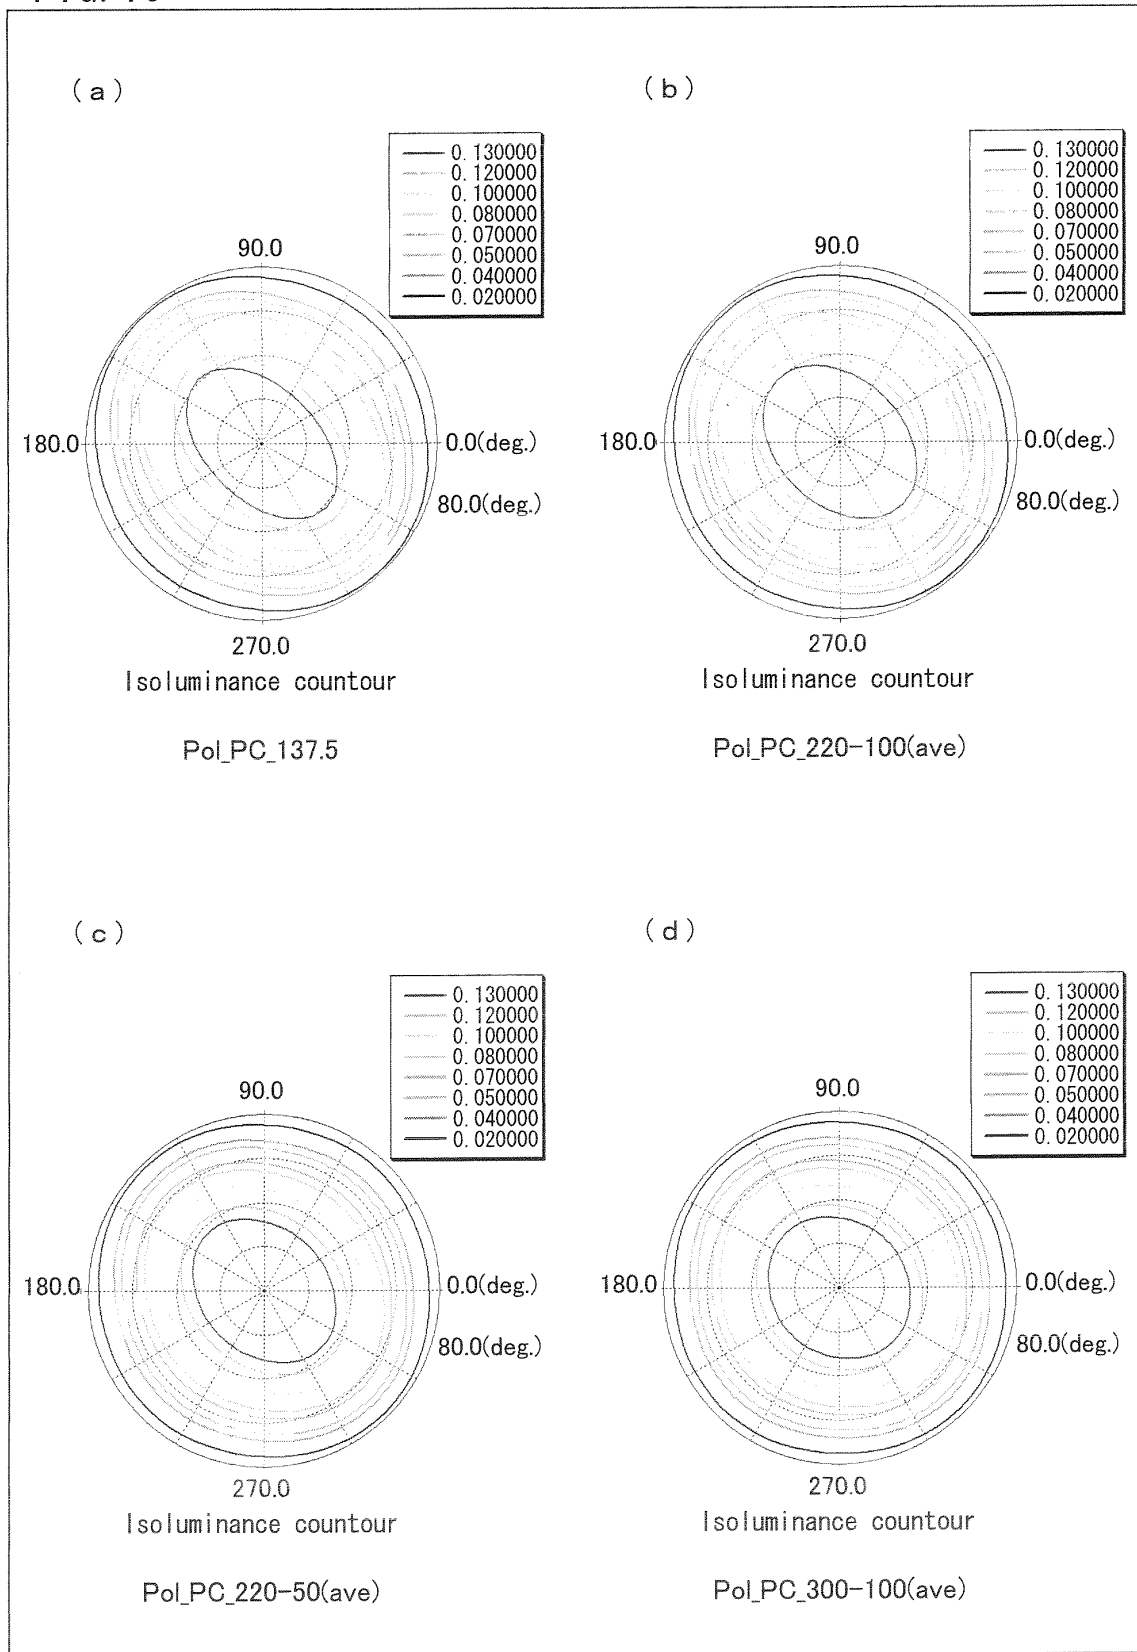 ( a )
0.130000
0.120000
0.100000
0.080000
0.070000
0.050000
0.040000
0.020000
90.0
180.0
0.0(deg.)
80.0(deg.)
270.0
Isoluminance countour
Pol_PC_137.5
( b )
0.130000
0.120000
0.100000
0.080000
0.070000
0.050000
0.040000
0.020000
90.0
180.0
0.0(deg.)
80.0(deg.)
270.0
Isoluminance countour
Pol_PC_220-100(ave)
( c )
0.130000
0.120000
0.100000
0.080000
0.070000
0.050000
0.040000
0.020000
90.0
180.0
0.0(deg.)
80.0(deg.)
270.0
Isoluminance countour
Pol_PC_220-50(ave)
( d )
0.130000
0.120000
0.100000
0.080000
0.070000
0.050000
0.040000
0.020000
90.0
180.0
0.0(deg.)
80.0(deg.)
270.0
Isoluminance countour
Pol_PC_300-100(ave)